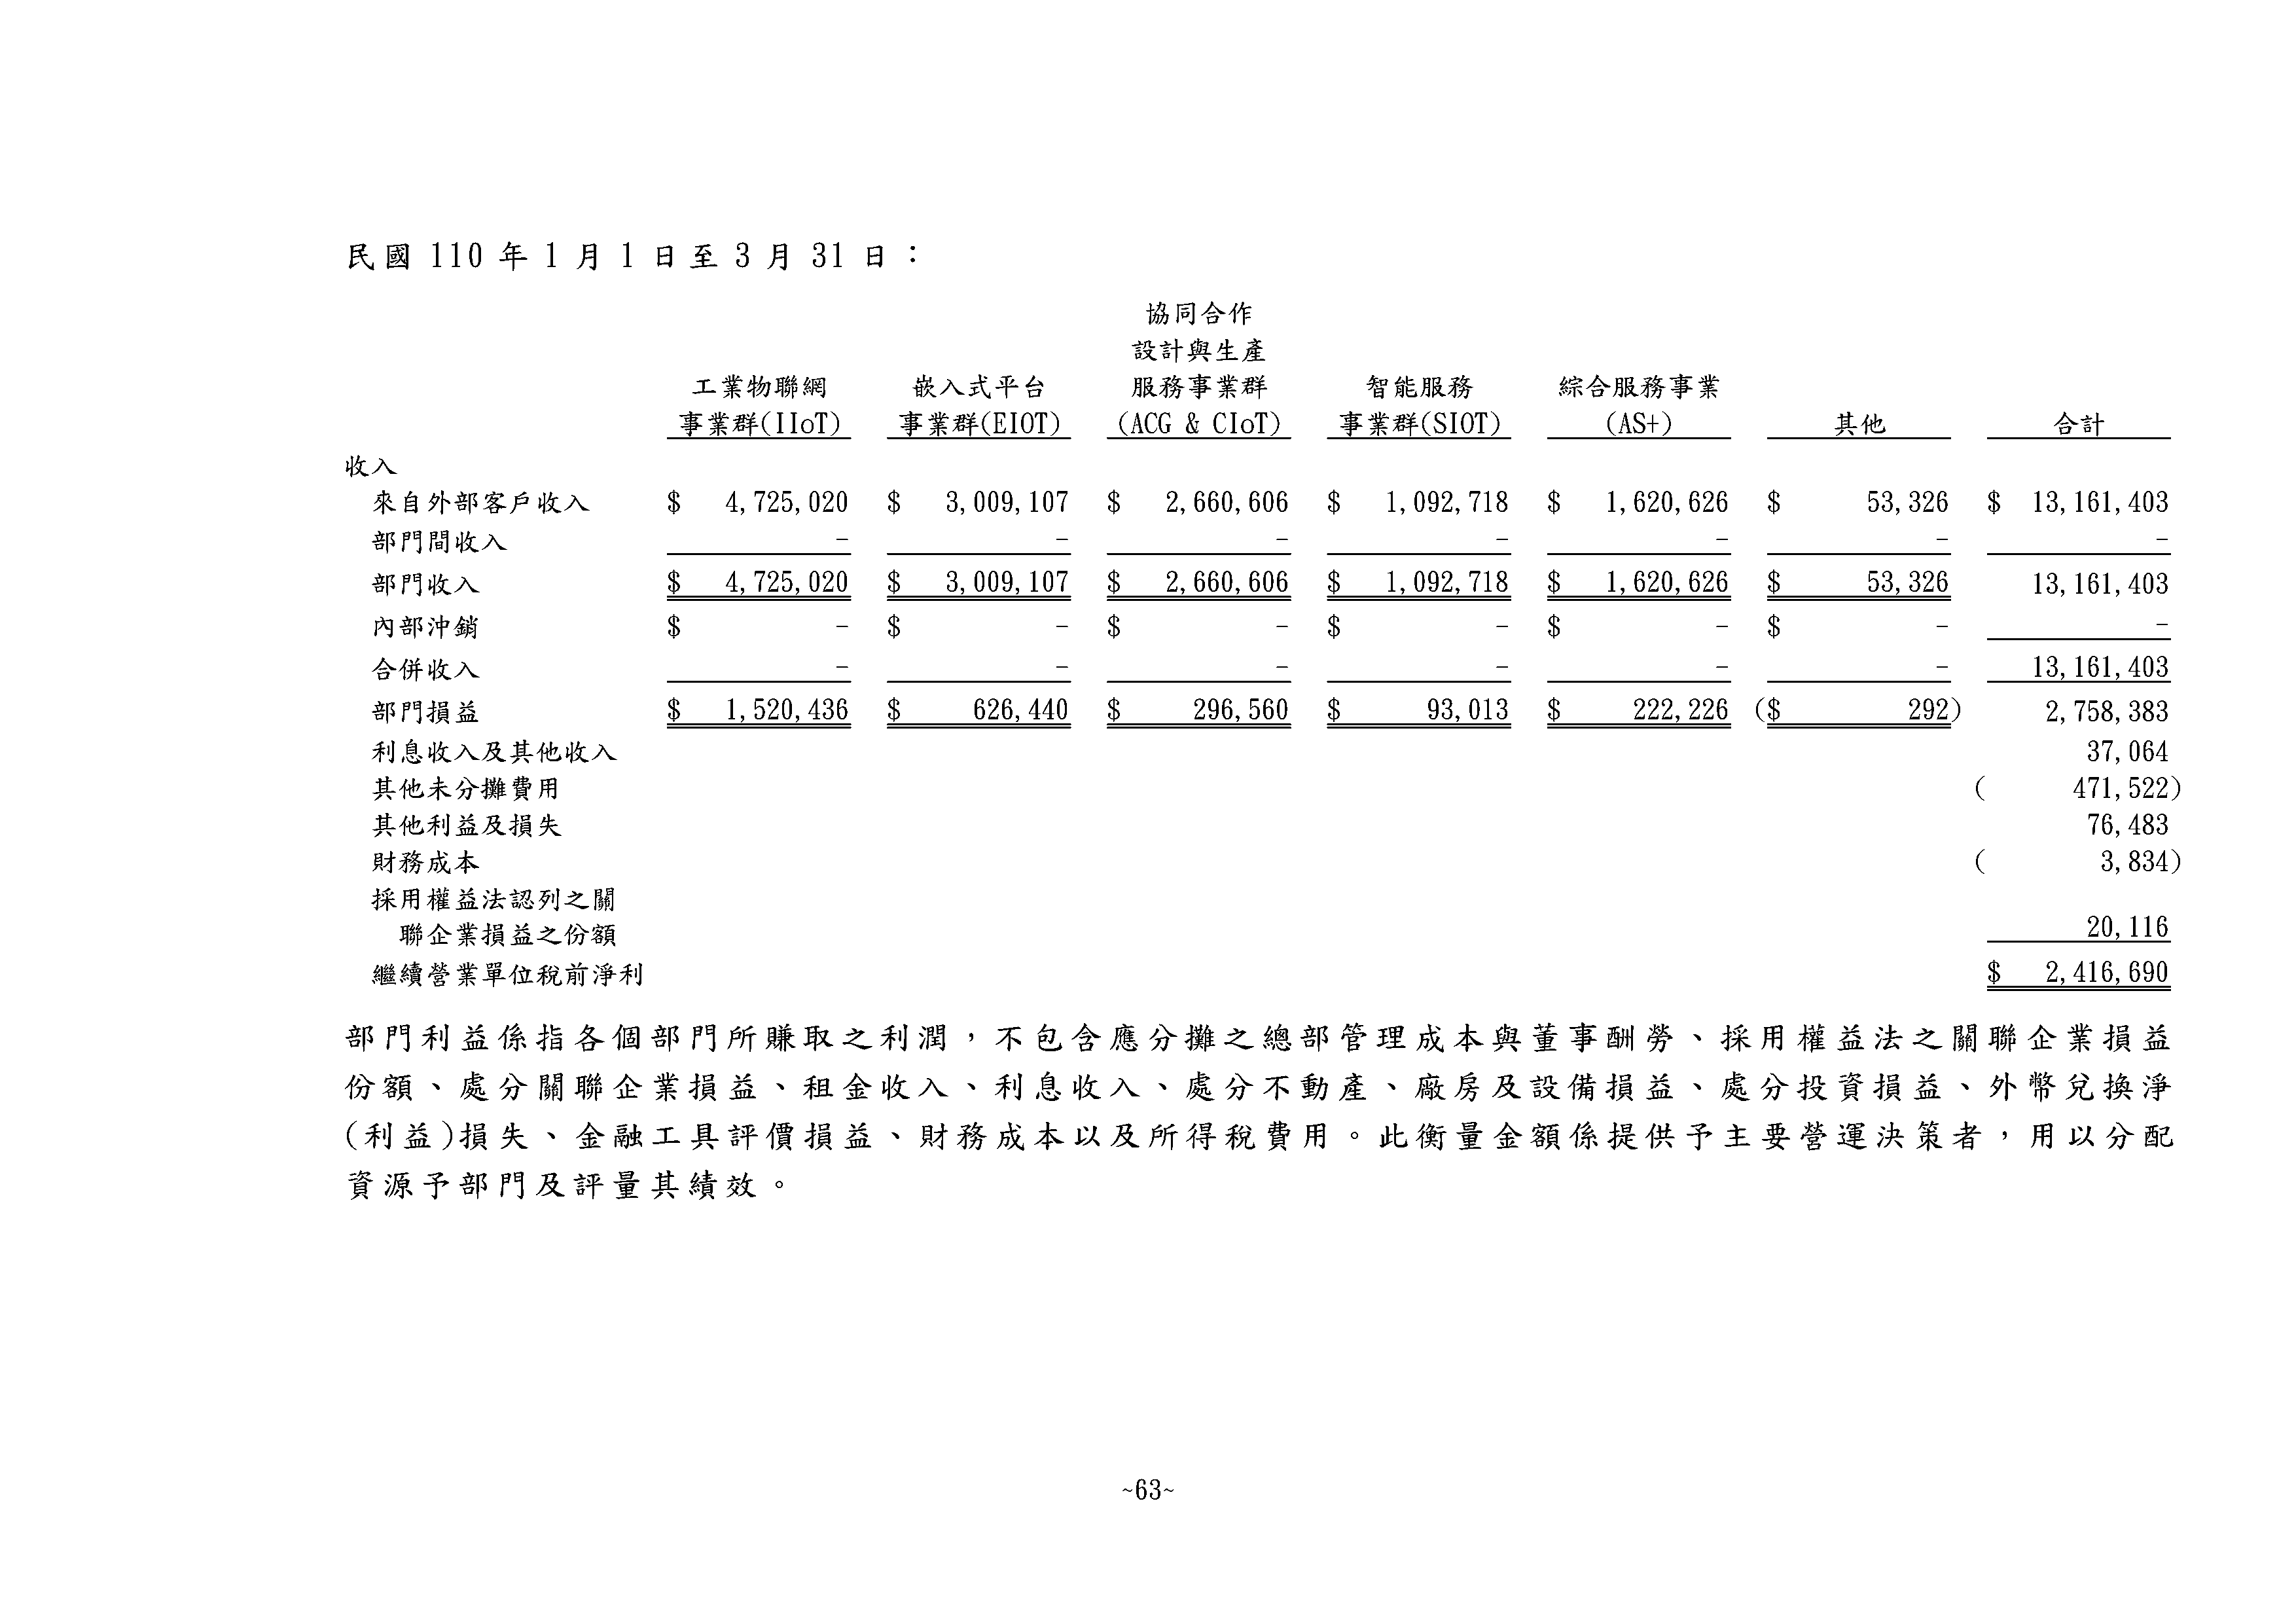 民國 110 年 1 月 1 日至 3 月 31 日：
協同合作
設計與生產
工業物聯網 嵌入式平台 服務事業群 智能服務 綜合服務事業
事業群(IIoT) 事業群(EIOT) (ACG & CIoT) 事業群(SIOT) (AS+) 其他 合計
收入
來自外部客戶收入 $ 4,725,020 $ 3,009,107 $ 2,660,606 $ 1,092,718 $ 1,620,626 $ 53,326 $ 13,161,403
部門間收入 - - - - - - -
部門收入 $ 4,725,020 $ 3,009,107 $ 2,660,606 $ 1,092,718 $ 1,620,626 $ 53,326 13,161,403
內部沖銷 $ - $ - $ - $ - $ - $ - -
合併收入 - - - - - - 13,161,403
部門損益 $ 1,520,436 $ 626,440 $ 296,560 $ 93,013 $ 222,226 ($ 292) 2,758,383
利息收入及其他收入 37,064
其他未分攤費用 ( 471,522)
其他利益及損失 76,483
財務成本 ( 3,834)
採用權益法認列之關
聯企業損益之份額 20,116
繼續營業單位稅前淨利 $ 2,416,690
部門利益係指各個部門所賺取之利潤，不包含應分攤之總部管理成本與董事酬勞、採用權益法之關聯企業損益
份額、處分關聯企業損益、租金收入、利息收入、處分不動產、廠房及設備損益、處分投資損益、外幣兌換淨
(利益)損失、金融工具評價損益、財務成本以及所得稅費用。此衡量金額係提供予主要營運決策者，用以分配
資源予部門及評量其績效。
~63~